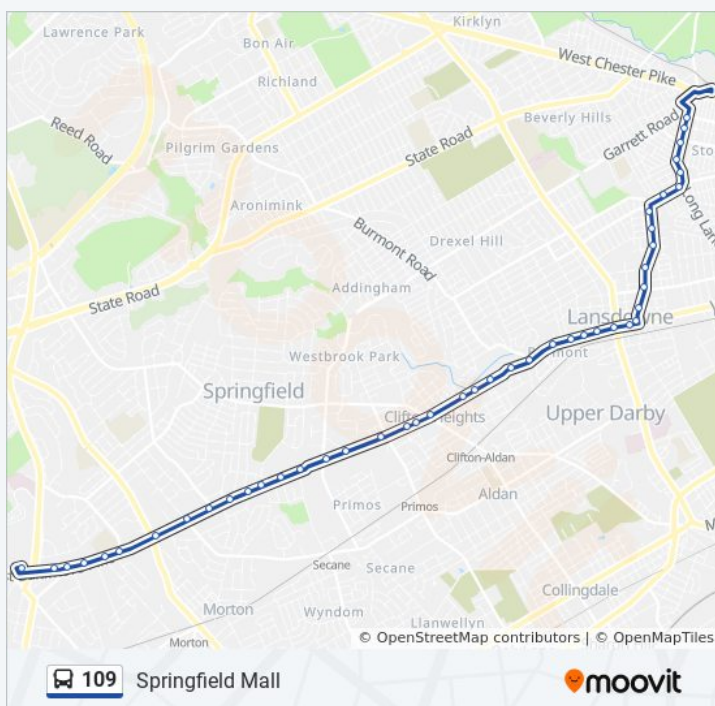 Kirklyn
Lawrence Park
Bon Air
West Chester Pike
Richland
Beverly Hills
Reed Road
Garrett Road
State Road
Pilgrim Gardens
Aronimink
Burmont Road
Drexel Hill
Addingham
State Road
Lansdowne
Westbrook Park
Springfield
Upper Darby
Clifton-Aldan
Aldan
Primos
Primos
Secane
Secane
Collingdale
Morton
Wyndom
Llanwellyn
Morton
© OpenStreetMap contributors | © OpenMapTiles
109 Springfield Mall
moovit